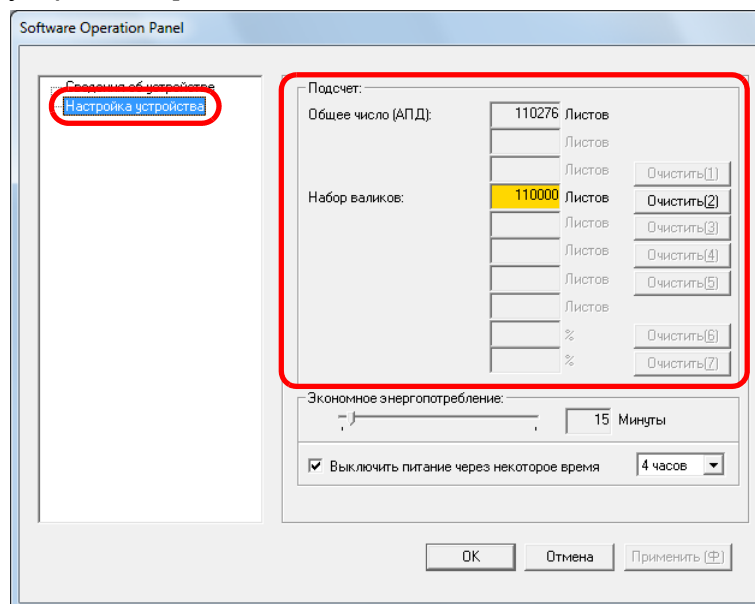 Software Operation Panel
Сведения об устройстве
Настройка устройства
Подсчет:
Общее число (АПД): 110276 Листов
Листов
Листов Очистить(1)
Набор валиков: 110000 Листов Очистить(2)
Листов Очистить(3)
Листов Очистить(4)
Листов Очистить(5)
Листов
% Очистить(6)
% Очистить(7)
Экономное энергопотребление:
15 Минуты
Выключить питание через некоторое время 4 часов
OK Отмена Применить (Ф)